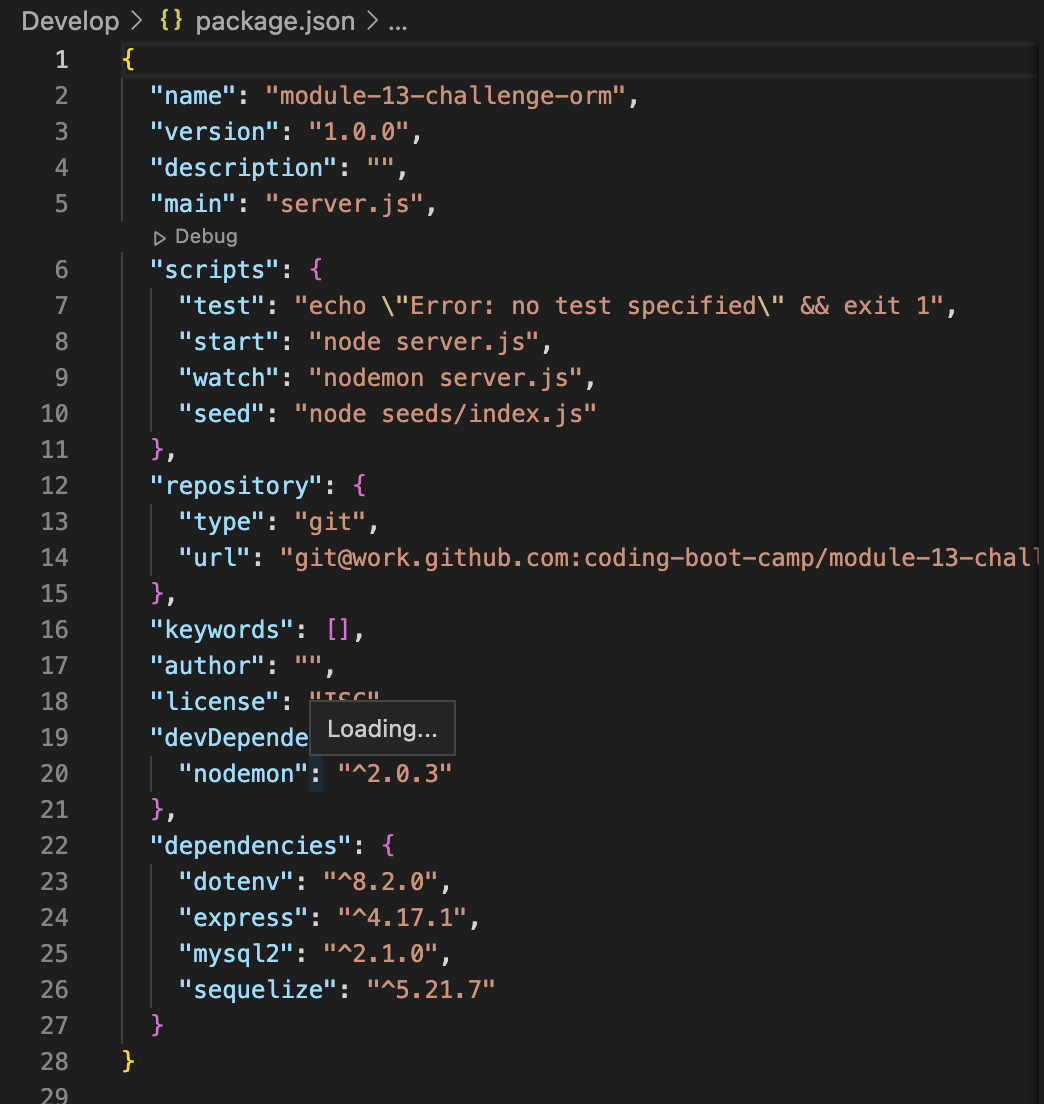 Develop > {} package.json > ...
1 {
2 "name": "module-13-challenge-orm",
3 "version": "1.0.0",
4 "description": "",
5 "main": "server.js",
Debug
6 "scripts": {
7 "test": "echo \"Error: no test specified\" && exit 1",
8 "start": "node server.js",
9 "watch": "nodemon server.js",
10 "seed": "node seeds/index.js"
11 },
12 "repository": {
13 "type": "git",
14 "url": "git@work.github.com:coding-boot-camp/module-13-chall
15 },
16 "keywords": [],
17 "author": "",
18 "license": "ISC"
Loading...
19 "devDepende
20 "nodemon": "^2.0.3"
21 },
22 "dependencies": {
23 "dotenv": "^8.2.0",
24 "express": "^4.17.1",
25 "mysql2": "^2.1.0",
26 "sequelize": "^5.21.7"
27 }
28 }
29